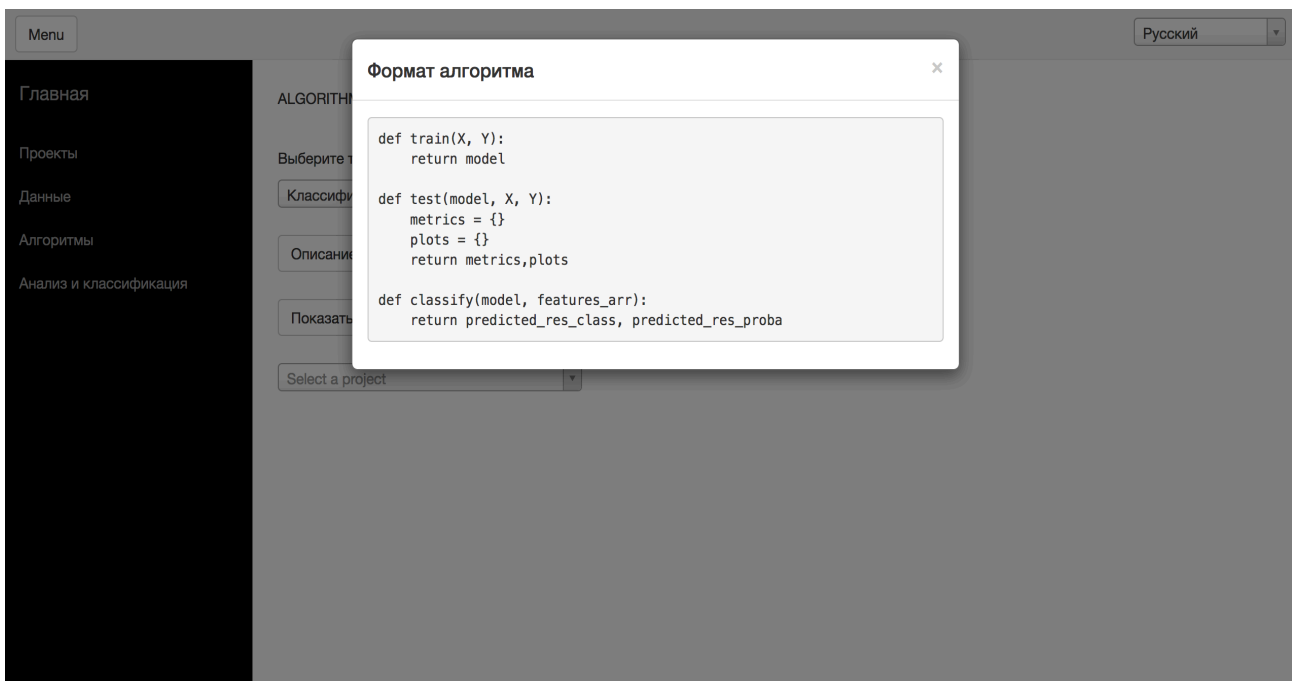 Menu
Русский
Главная
Проекты
Данные
Алгоритмы
Анализ и классификация
Выберите
Select a project
Формат алгоритма
×
def train(X, Y):
    return model
def test(model, X, Y):
    metrics = {}
    plots = {}
    return metrics,plots
def classify(model, features_arr):
    return predicted_res_class, predicted_res_proba